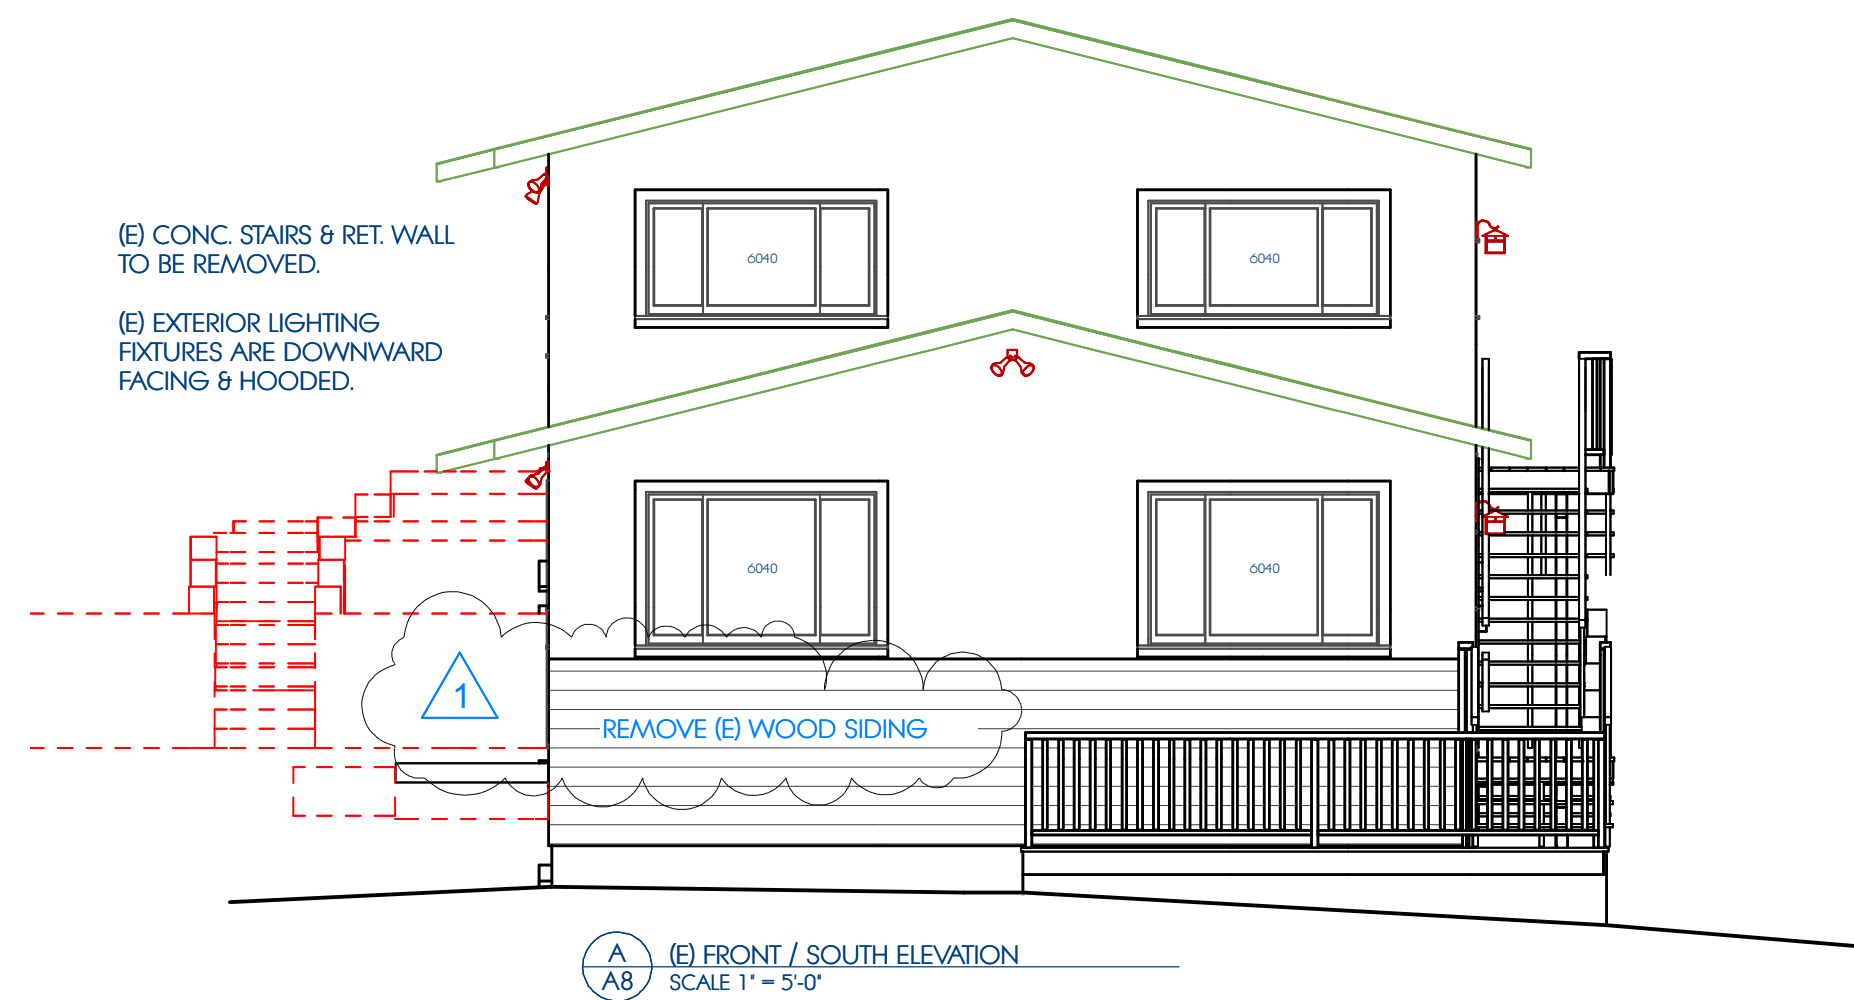 (E) CONC. STAIRS & RET. WALL
TO BE REMOVED.
(E) EXTERIOR LIGHTING
FIXTURES ARE DOWNWARD
FACING & HOODED.
6040
6040
6040
6040
1
REMOVE (E) WOOD SIDING
A
A8
(E) FRONT / SOUTH ELEVATION
SCALE 1" = 5'-0"